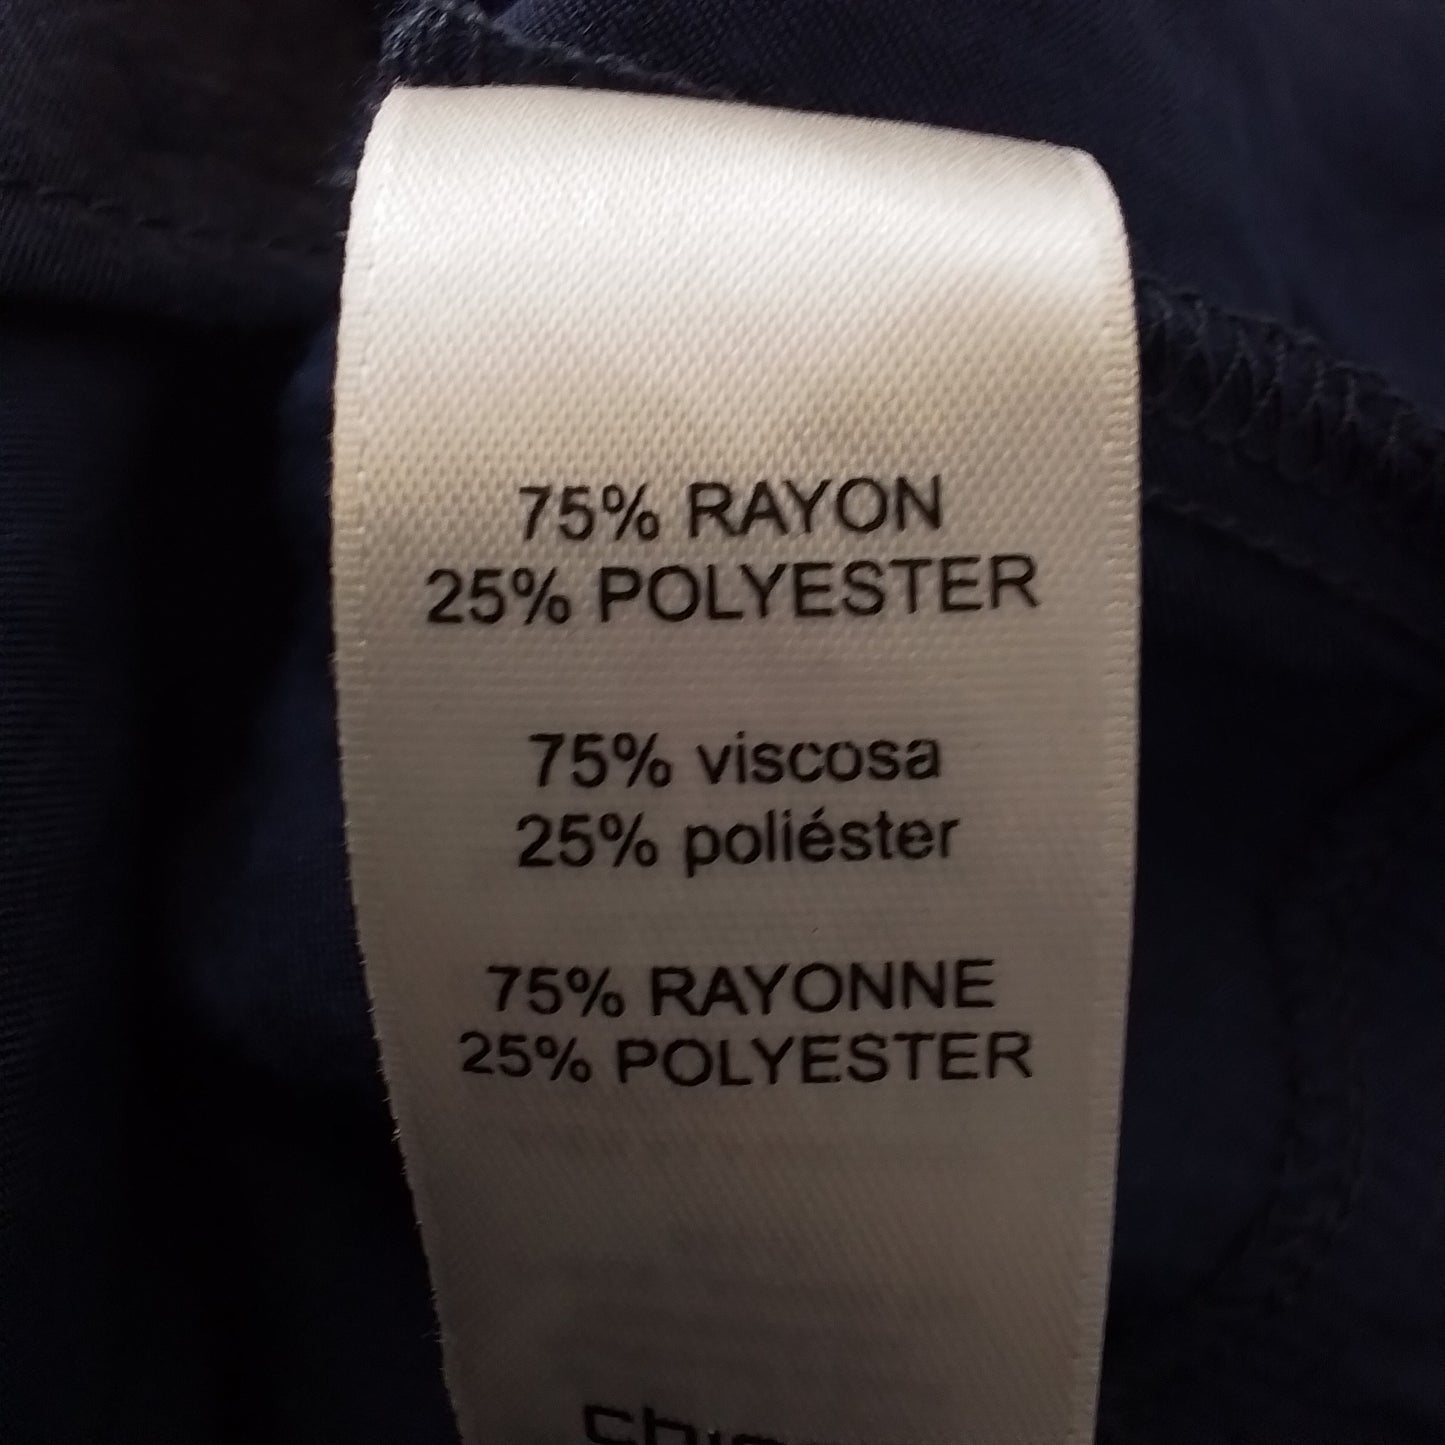 75% RAYON
25% POLYESTER
75% viscosa
25% poliéster
75% RAYONNE
25% POLYESTER